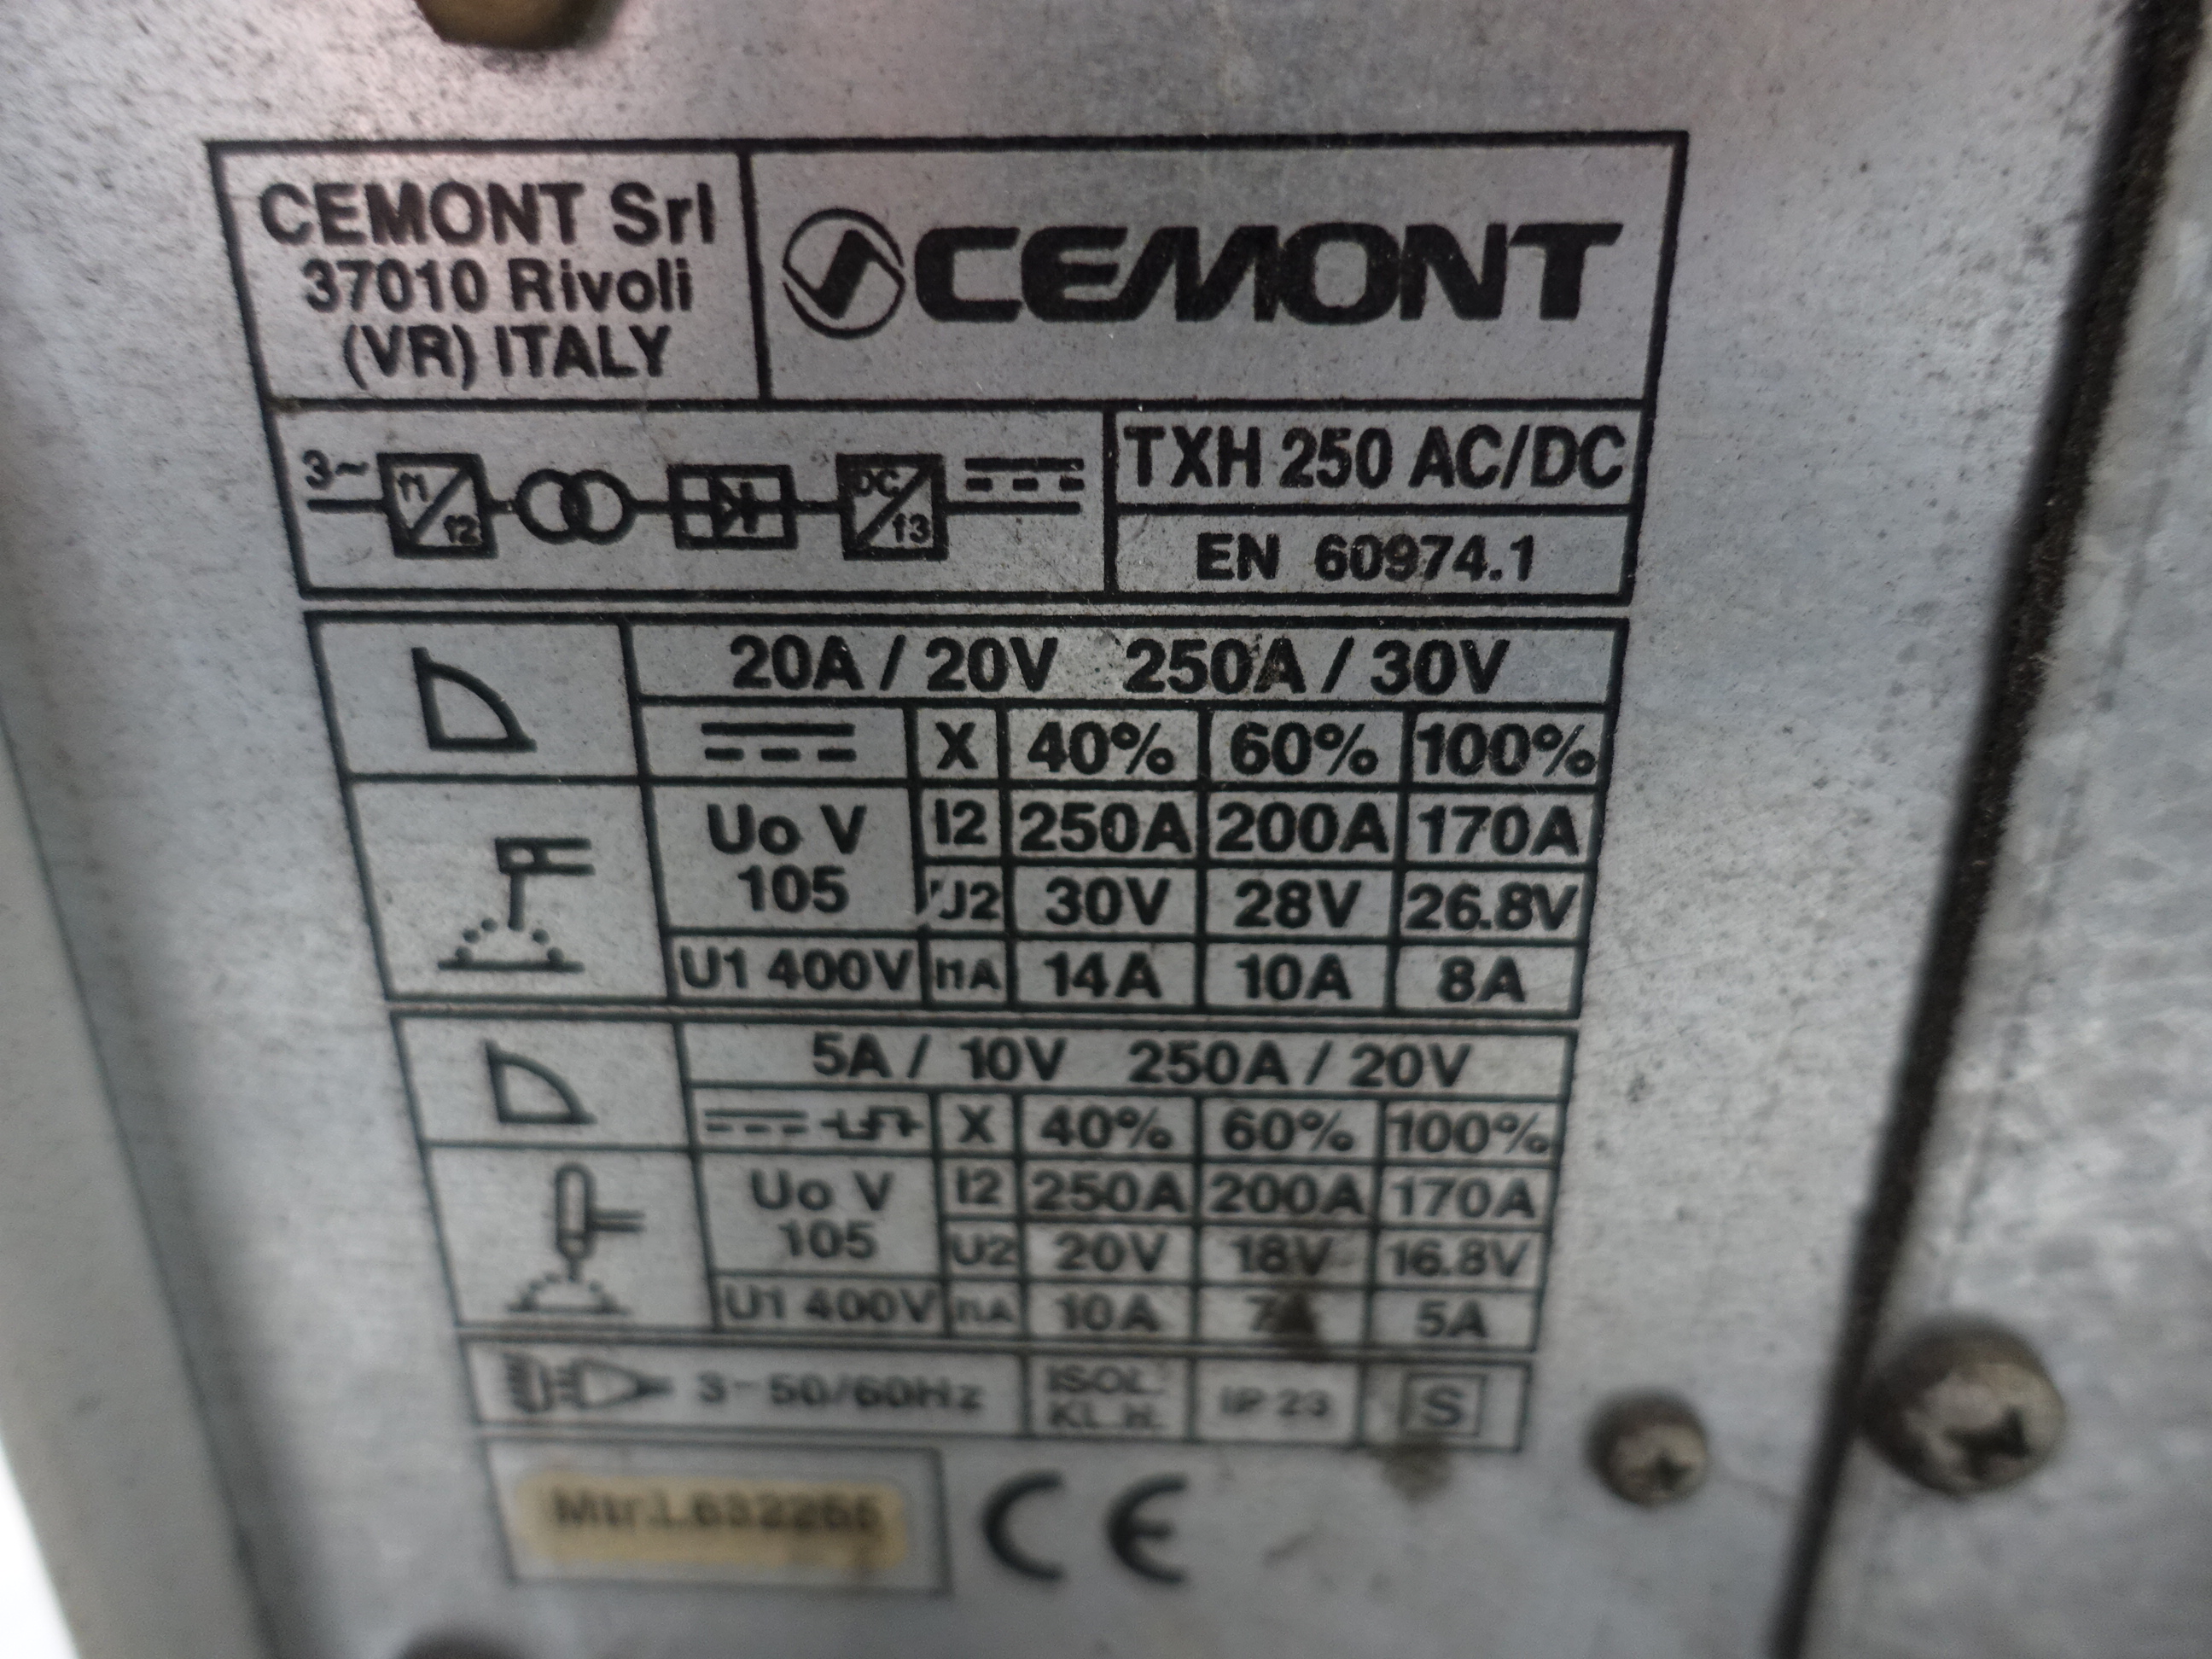 CEMONT Srl
37010 Rivoli
(VR) ITALY
CEMONT
3~ f1/f2 DC/f3
TXH 250 AC/DC
EN 60974.1
20A / 20V 250A / 30V
X 40% 60% 100%
Uo V
105
I2 250A 200A 170A
U2 30V 28V 26.8V
U1 400V I1A 14A 10A 8A
5A / 10V 250A / 20V
X 40% 60% 100%
Uo V
105
I2 250A 200A 170A
U2 20V 18V 16.8V
U1 400V I1A 10A 7A 5A
3~50/60Hz
ISOL
KL.H.
IP 23
S
CE